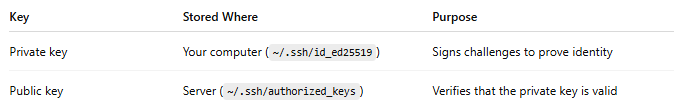 Key Stored Where Purpose
Private key Your computer ( ~/.ssh/id_ed25519 ) Signs challenges to prove identity
Public key Server ( ~/.ssh/authorized_keys ) Verifies that the private key is valid